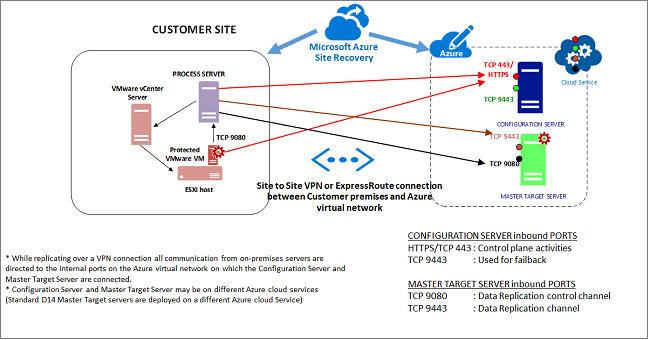 CUSTOMER SITE
Microsoft Azure
Site Recovery
Azure
Cloud Service
PROCESS SERVER
VMware vCenter
Server
TCP 9080
Protected
VMware VM
ESXi host
TCP 443/
HTTPS
TCP 9443
CONFIGURATION SERVER
TCP 9443
TCP 9080
MASTER TARGET SERVER
Site to Site VPN or ExpressRoute connection
between Customer premises and Azure
virtual network
* While replicating over a VPN connection all communication from on-premises servers are
directed to the internal ports on the Azure virtual network on which the Configuration Server and
Master Target Server are connected.
* Configuration Server and Master Target Server may be on different Azure cloud services
(Standard D14 Master Target servers are deployed on a different Azure cloud Service)
CONFIGURATION SERVER inbound PORTS
HTTPS/TCP 443 : Control plane activities
TCP 9443 : Used for failback
MASTER TARGET SERVER inbound PORTS
TCP 9080 : Data Replication control channel
TCP 9443 : Data Replication channel